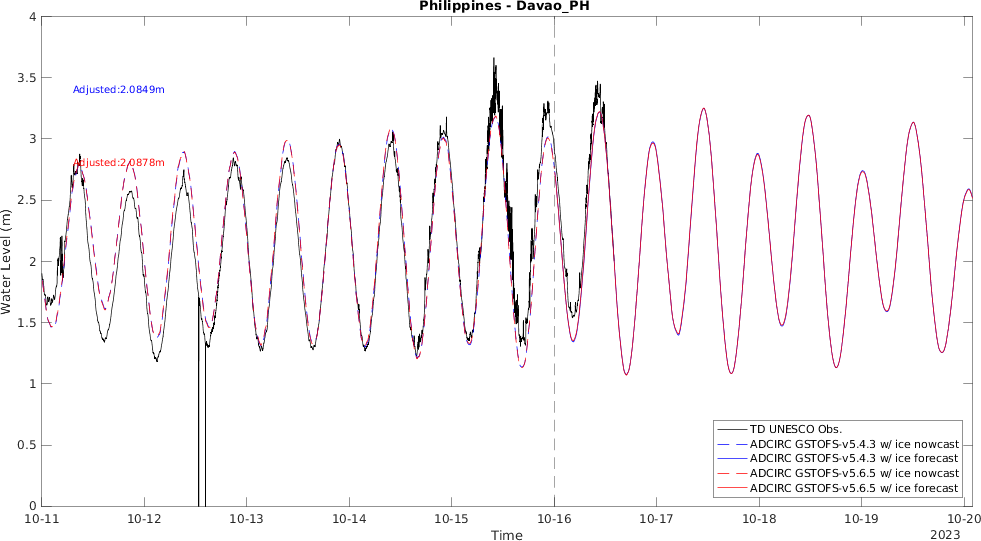 Philippines - Davao_PH
4
3.5
3
2.5
2
1.5
1
0.5
0
Water Level (m)
Adjusted:2.0849m
Adjusted:2.0878m
TD UNESCO Obs.
ADCIRC GSTOFS-v5.4.3 w/ ice nowcast
ADCIRC GSTOFS-v5.4.3 w/ ice forecast
ADCIRC GSTOFS-v5.6.5 w/ ice nowcast
ADCIRC GSTOFS-v5.6.5 w/ ice forecast
10-11 10-12 10-13 10-14 10-15 10-16 10-17 10-18 10-19 10-20
Time
2023